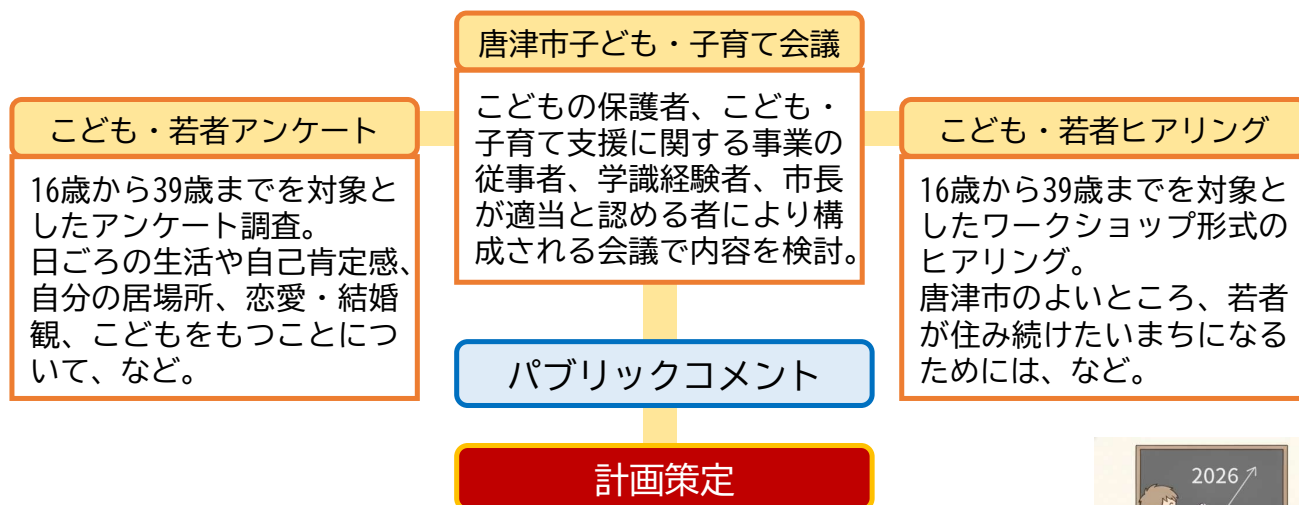 唐津市子ども・子育て会議
こどもの保護者、こども・
子育て支援に関する事業の
従事者、学識経験者、市長
が適当と認める者により構
成される会議で内容を検討。
こども・若者アンケート
16歳から39歳までを対象と
したアンケート調査。
日ごろの生活や自己肯定感、
自分の居場所、恋愛・結婚
観、こどもをもつことにつ
いて、など。
こども・若者ヒアリング
16歳から39歳までを対象と
したワークショップ形式の
ヒアリング。
唐津市のよいところ、若者
が住み続けたいまちになる
ためには、など。
パブリックコメント
計画策定
2026